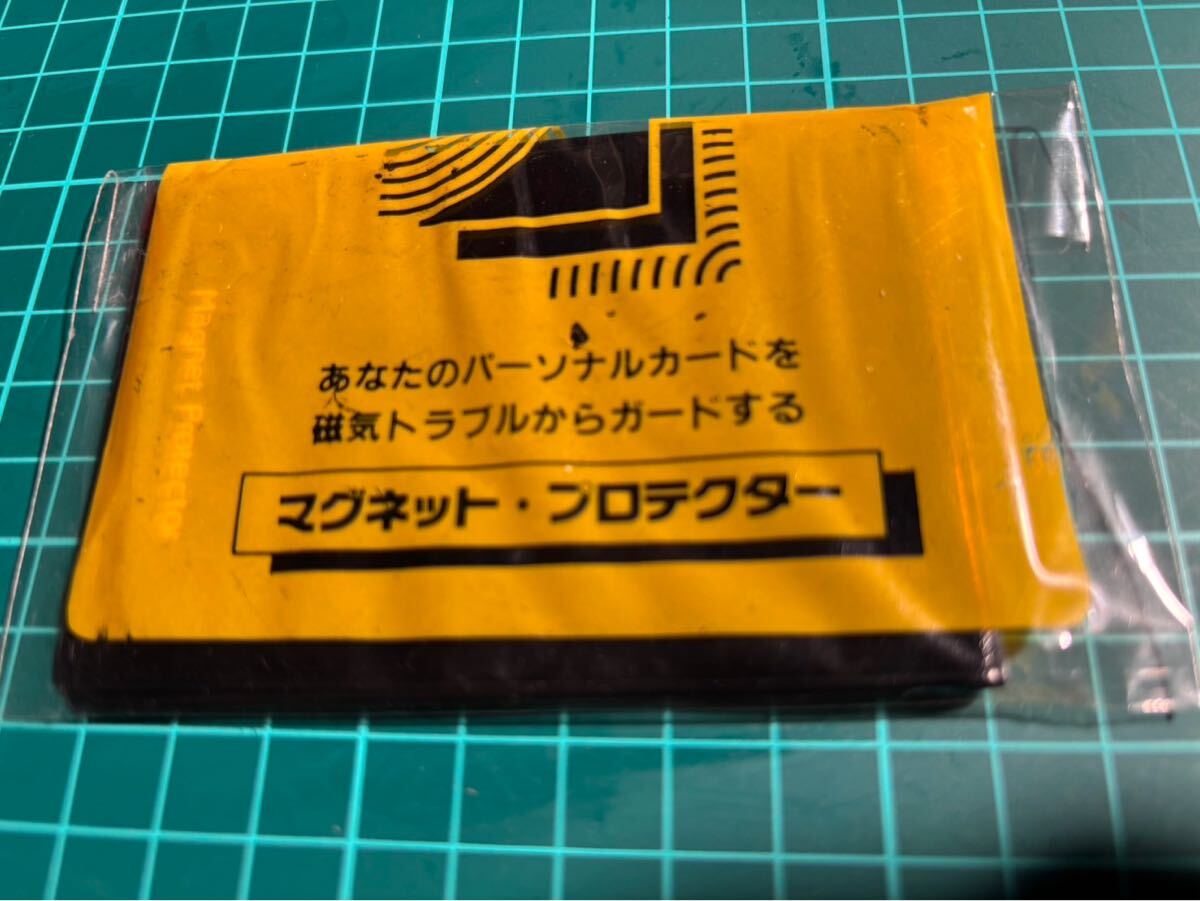 あなたのパーソナルカードを
磁気トラブルからガードする
マグネット・プロテクター
Magnet Protector